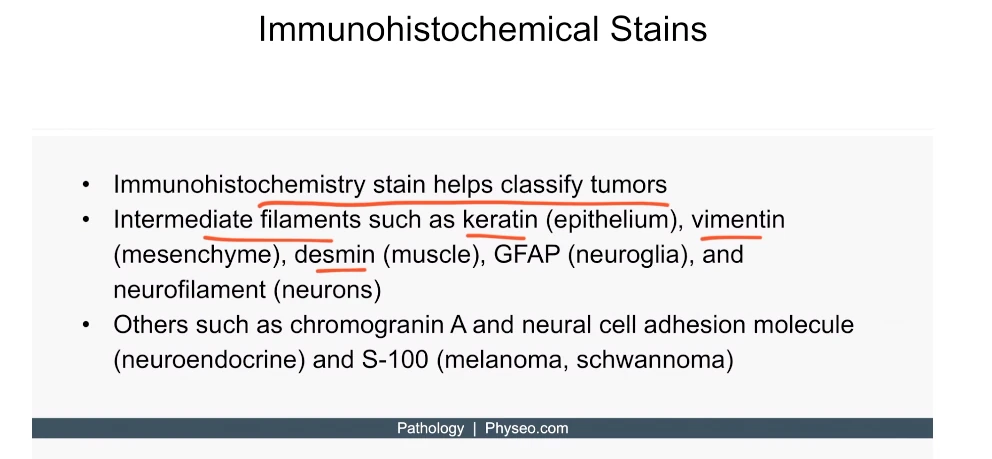 Immunohistochemical Stains
• Immunohistochemistry stain helps classify tumors
• Intermediate filaments such as keratin (epithelium), vimentin
(mesenchyme), desmin (muscle), GFAP (neuroglia), and
neurofilament (neurons)
• Others such as chromogranin A and neural cell adhesion molecule
(neuroendocrine) and S-100 (melanoma, schwannoma)
Pathology | Physeo.com